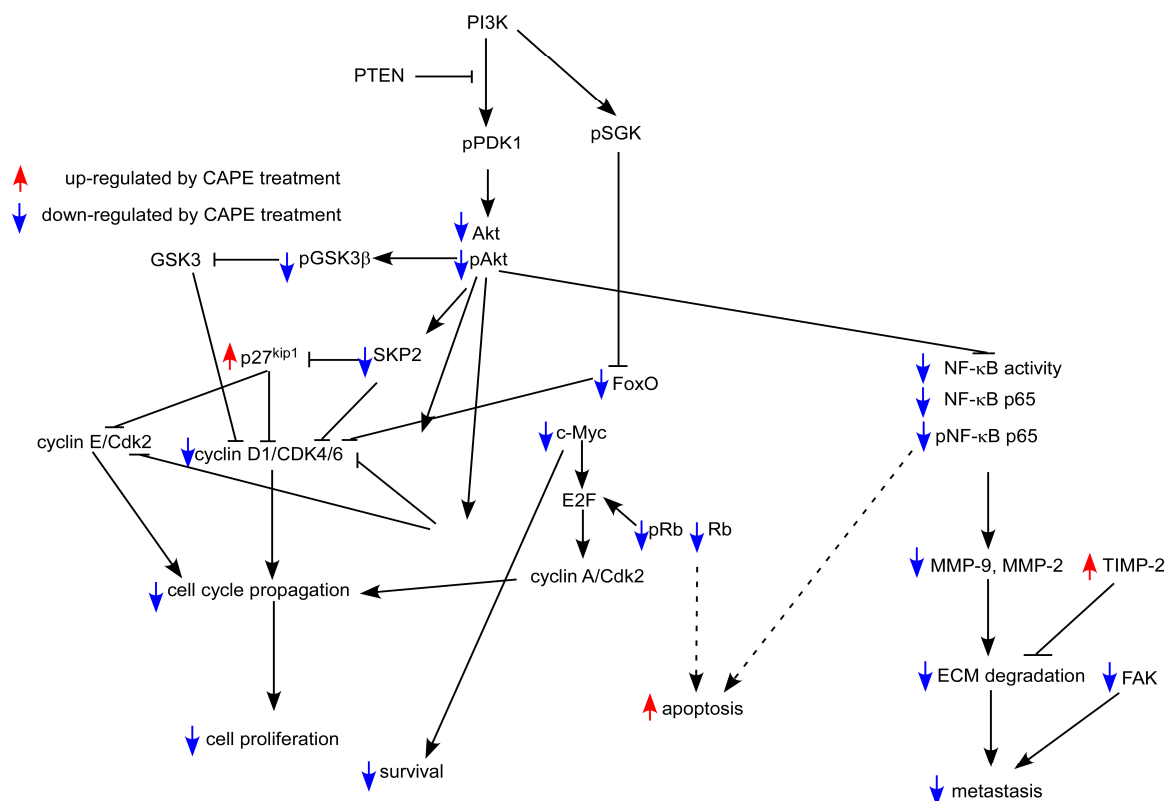 PI3K
PTEN
pSGK
pPDK1
up-regulated by CAPE treatment
down-regulated by CAPE treatment
Akt
GSK3
pGSK3β
pAkt
p27kip1
SKP2
NF-κB activity
FoxO
NF-κB p65
cyclin E/Cdk2
cyclin D1/CDK4/6
c-Myc
pNF-κB p65
E2F
pRb
Rb
MMP-9, MMP-2
TIMP-2
cyclin A/Cdk2
cell cycle propagation
ECM degradation
FAK
apoptosis
cell proliferation
survival
metastasis